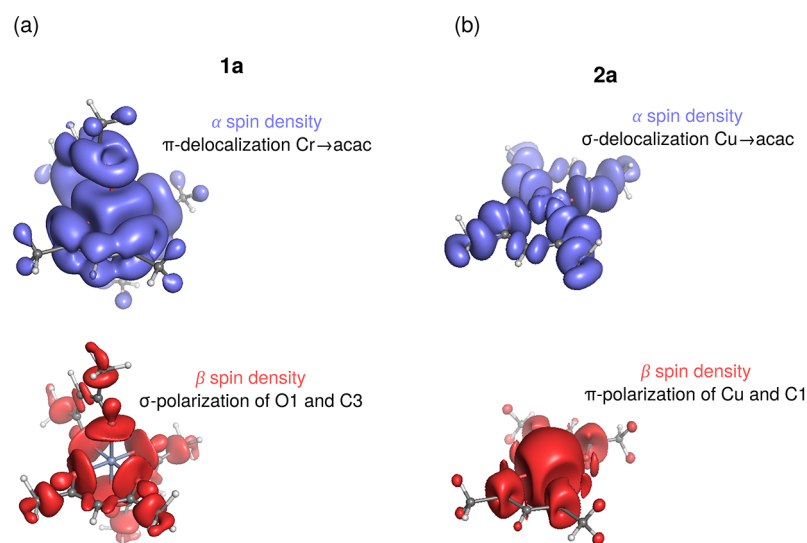 (a)
1a
α spin density
π-delocalization Cr→acac
β spin density
σ-polarization of O1 and C3
(b)
2a
α spin density
σ-delocalization Cu→acac
β spin density
π-polarization of Cu and C1